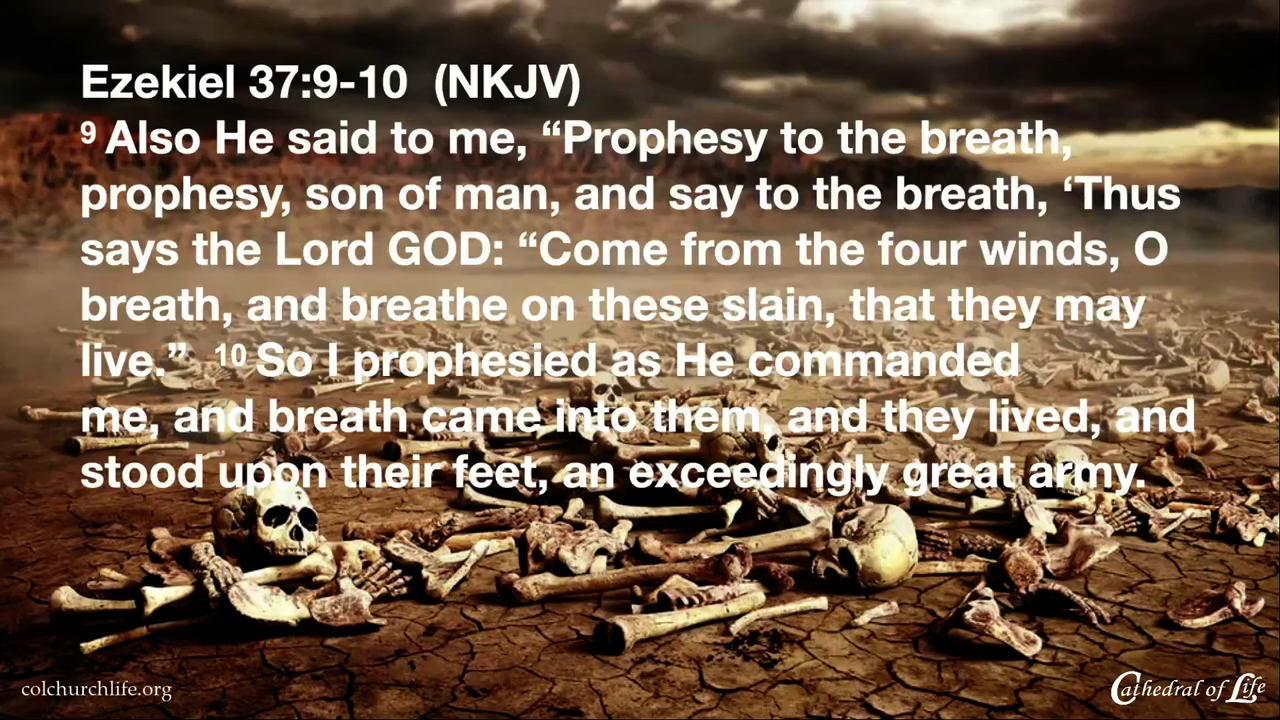 Ezekiel 37:9-10 (NKJV)
9 Also He said to me, “Prophesy to the breath,
prophesy, son of man, and say to the breath, ‘Thus
says the Lord GOD: “Come from the four winds, O
breath, and breathe on these slain, that they may
live.” 10 So I prophesied as He commanded
me, and breath came into them, and they lived, and
stood upon their feet, an exceedingly great army.
colchurchlife.org
Cathedral of Life